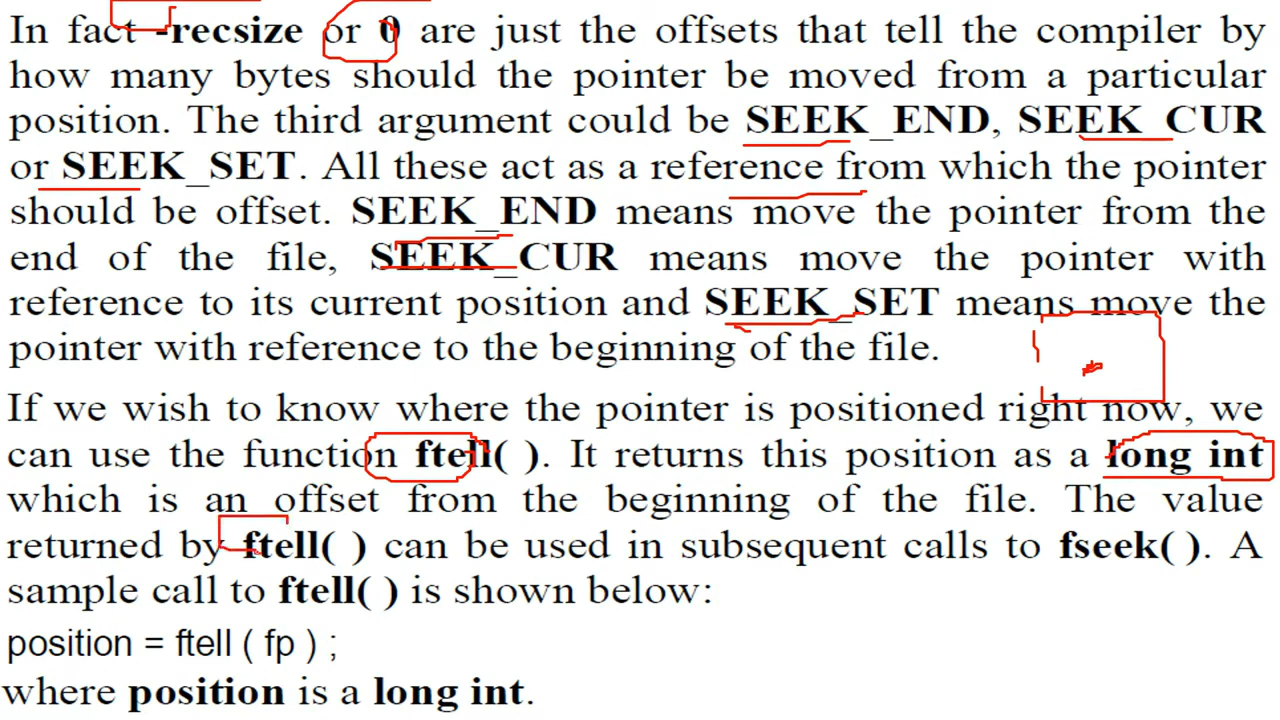 In fact -recsize or 0 are just the offsets that tell the compiler by
how many bytes should the pointer be moved from a particular
position. The third argument could be SEEK_END, SEEK_CUR
or SEEK_SET. All these act as a reference from which the pointer
should be offset. SEEK_END means move the pointer from the
end of the file, SEEK_CUR means move the pointer with
reference to its current position and SEEK_SET means move the
pointer with reference to the beginning of the file.
If we wish to know where the pointer is positioned right now, we
can use the function ftell( ). It returns this position as a long int
which is an offset from the beginning of the file. The value
returned by ftell( ) can be used in subsequent calls to fseek( ). A
sample call to ftell( ) is shown below:
position = ftell ( fp ) ;
where position is a long int.